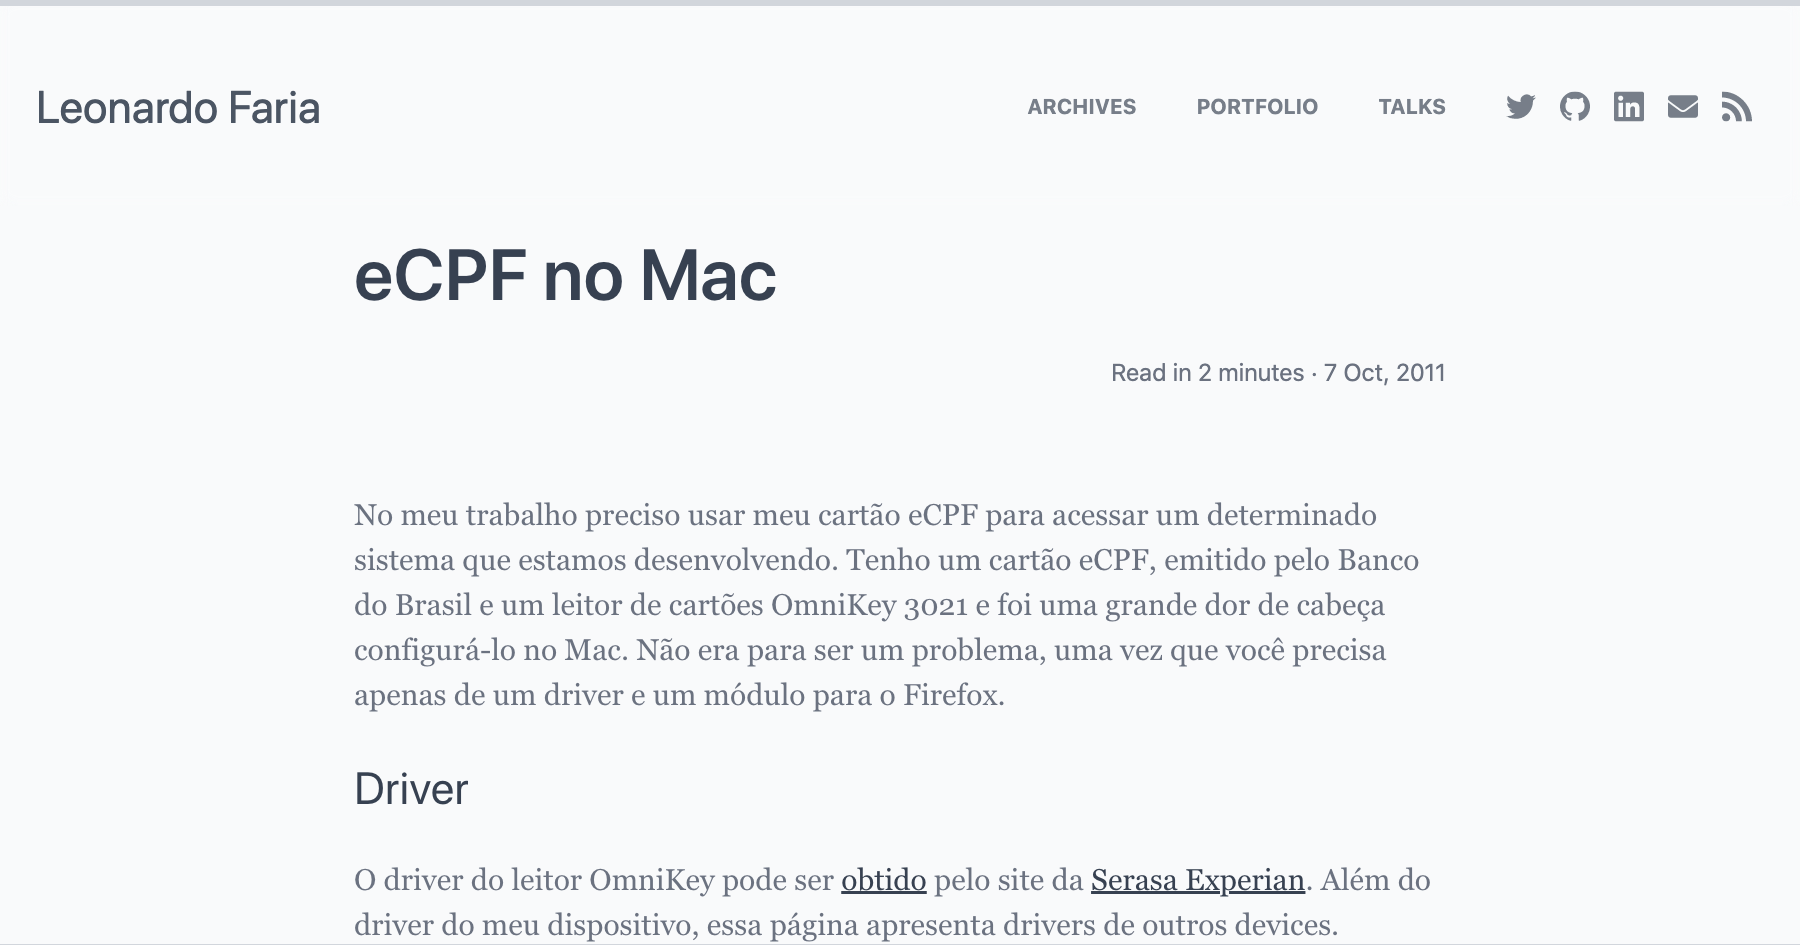 Leonardo Faria
ARCHIVES PORTFOLIO TALKS
eCPF no Mac
Read in 2 minutes · 7 Oct, 2011
No meu trabalho preciso usar meu cartão eCPF para acessar um determinado
sistema que estamos desenvolvendo. Tenho um cartão eCPF, emitido pelo Banco
do Brasil e um leitor de cartões OmniKey 3021 e foi uma grande dor de cabeça
configurá-lo no Mac. Não era para ser um problema, uma vez que você precisa
apenas de um driver e um módulo para o Firefox.
Driver
O driver do leitor OmniKey pode ser obtido pelo site da Serasa Experian. Além do
driver do meu dispositivo, essa página apresenta drivers de outros devices.